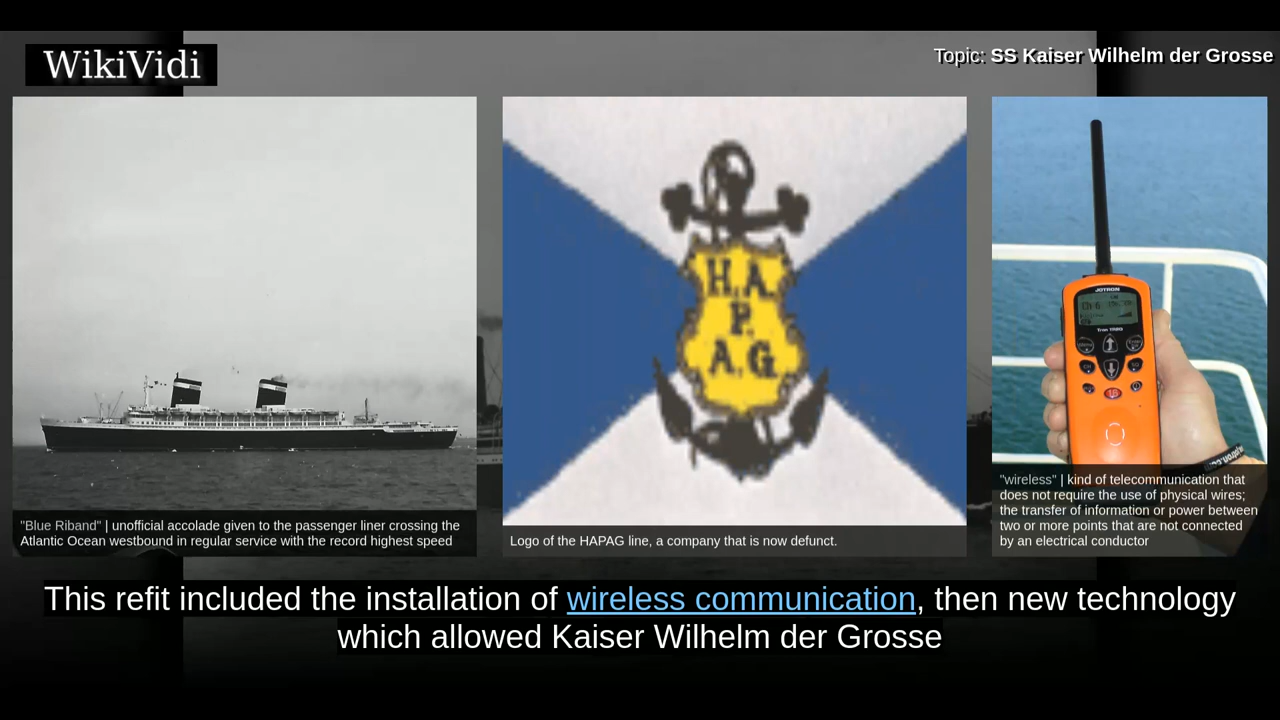 WikiVidi
Topic: SS Kaiser Wilhelm der Grosse
H.A.
P.
A.G.
JOTRON
Tron TR20
"Blue Riband" | unofficial accolade given to the passenger liner crossing the
Atlantic Ocean westbound in regular service with the record highest speed
Logo of the HAPAG line, a company that is now defunct.
"wireless" | kind of telecommunication that
does not require the use of physical wires;
the transfer of information or power between
two or more points that are not connected
by an electrical conductor
This refit included the installation of wireless communication, then new technology
which allowed Kaiser Wilhelm der Grosse